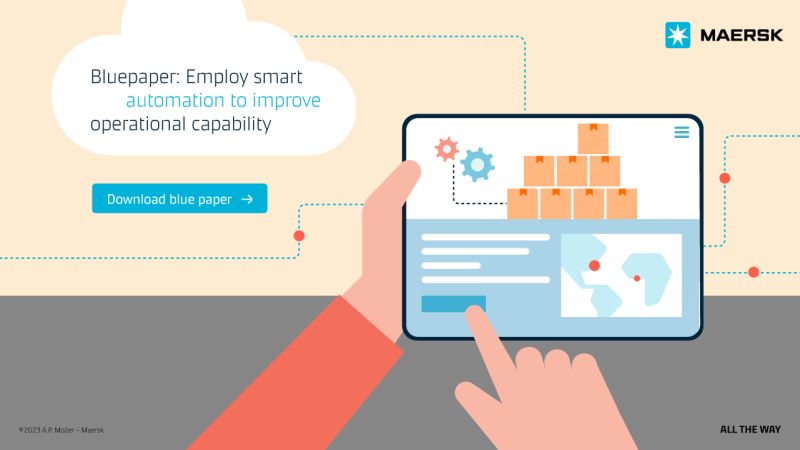 MAERSK
Bluepaper: Employ smart
automation to improve
operational capability
Download blue paper →
©2023 A.P. Moller – Maersk
ALL THE WAY